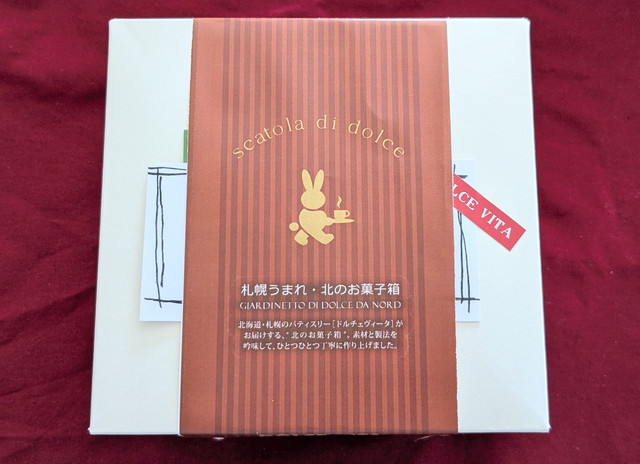 scatola di dolce
LCE VITA
札幌うまれ・北のお菓子箱
GIARDINETTO DI DOLCE DA NORD
北海道・札幌のパティスリー[ドルチェヴィータ]が
お届けする、"北のお菓子箱"。素材と製法を
吟味して、ひとつひとつ丁寧に作り上げました。